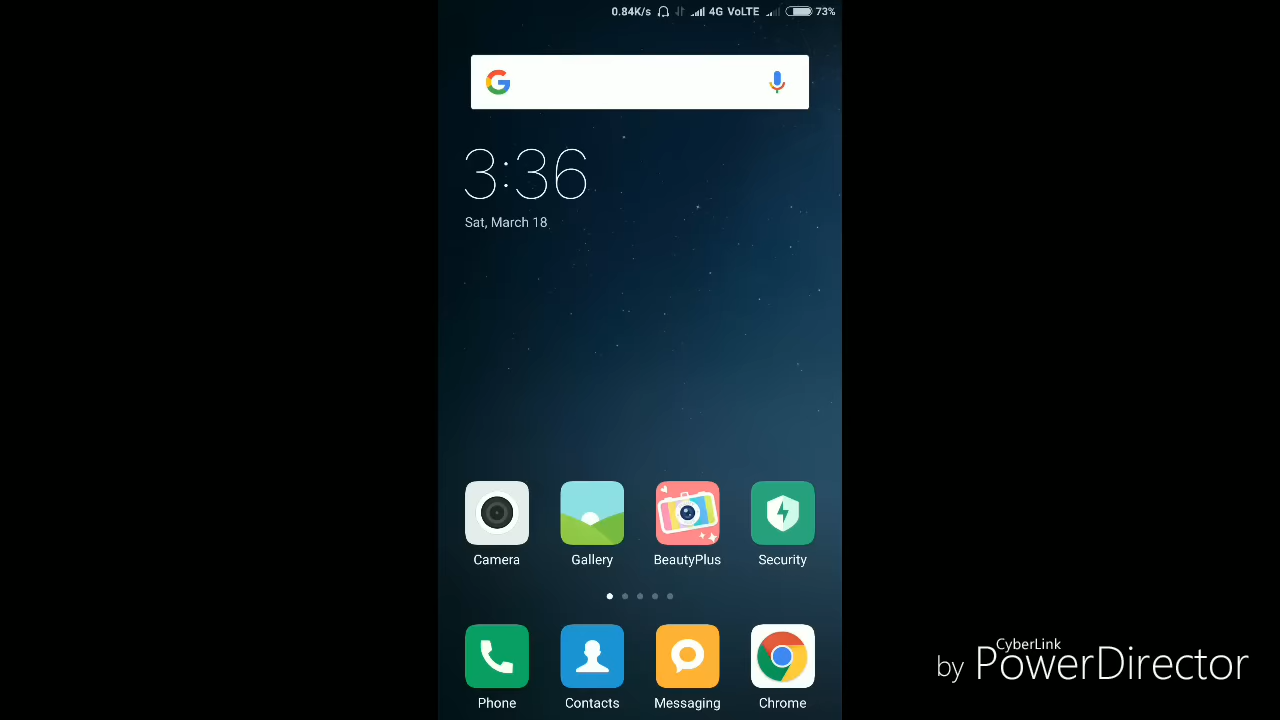 0.84K/s 4G VoLTE 73%
G
3:36
Sat, March 18
Camera Gallery BeautyPlus Security
Phone Contacts Messaging Chrome
CyberLink
by PowerDirector